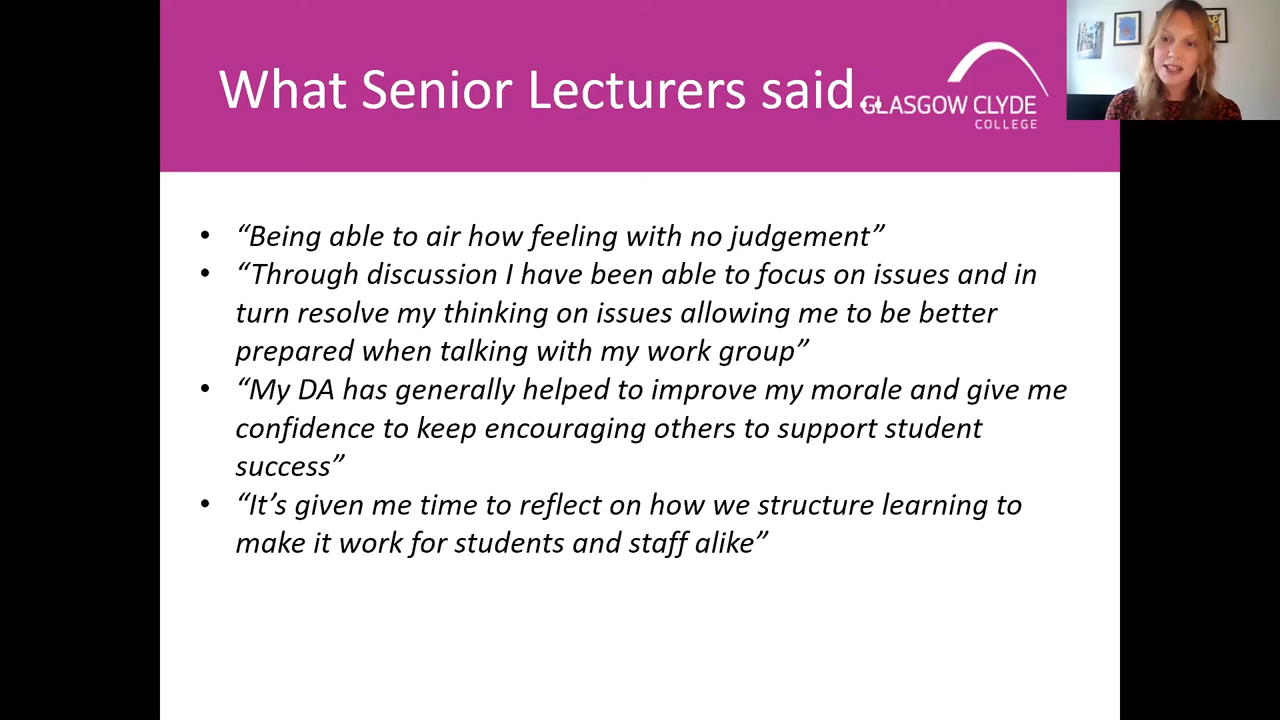 What Senior Lecturers said...
GLASGOW CLYDE
COLLEGE
• “Being able to air how feeling with no judgement”
• “Through discussion I have been able to focus on issues and in
turn resolve my thinking on issues allowing me to be better
prepared when talking with my work group”
• “My DA has generally helped to improve my morale and give me
confidence to keep encouraging others to support student
success”
• “It’s given me time to reflect on how we structure learning to
make it work for students and staff alike”